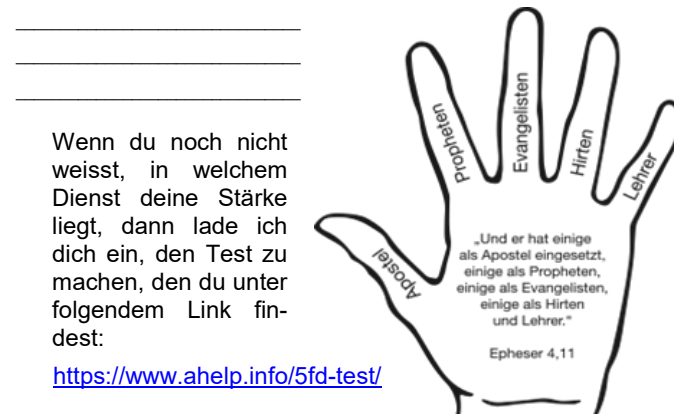 Wenn du noch nicht
weisst, in welchem
Dienst deine Stärke
liegt, dann lade ich
dich ein, den Test zu
machen, den du unter
folgendem Link fin-
dest:
https://www.ahelp.info/5fd-test/
Apostel
Propheten
Evangelisten
Hirten
Lehrer
„Und er hat einige
als Apostel eingesetzt,
einige als Propheten,
einige als Evangelisten,
einige als Hirten
und Lehrer.“
Epheser 4,11